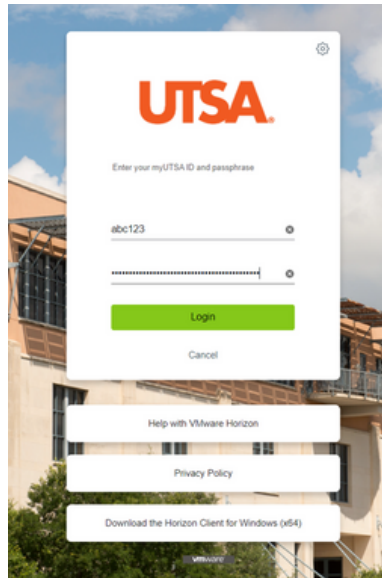 UTSA.
Enter your myUTSA ID and passphrase
abc123
Login
Cancel
Help with VMware Horizon
Privacy Policy
Download the Horizon Client for Windows (x64)
vmware